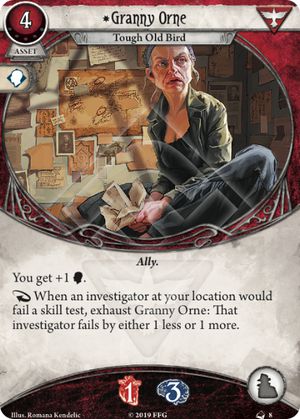 4
*Granny Orne
ASSET
Tough Old Bird
Ally.
You get +1 .
When an investigator at your location would
fail a skill test, exhaust Granny Orne: That
investigator fails by either 1 less or 1 more.
1
3
Illus. Romana Kendelic
© 2019 FFG
8